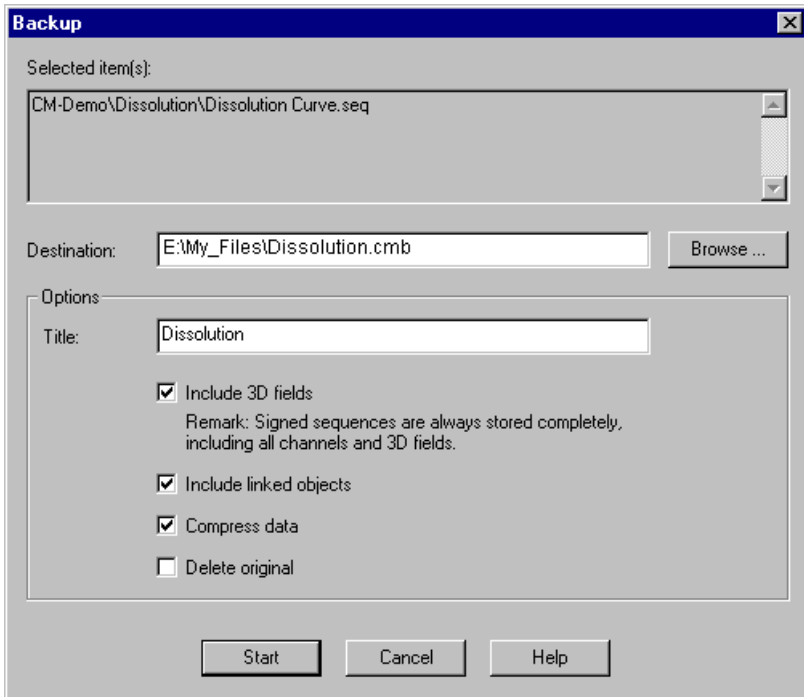 Backup
Selected item(s):
CM-Demo\Dissolution\Dissolution Curve.seq
Destination: E:\My_Files\Dissolution.cmb Browse ...
Options
Title: Dissolution
Include 3D fields
Remark: Signed sequences are always stored completely,
including all channels and 3D fields.
Include linked objects
Compress data
Delete original
Start Cancel Help